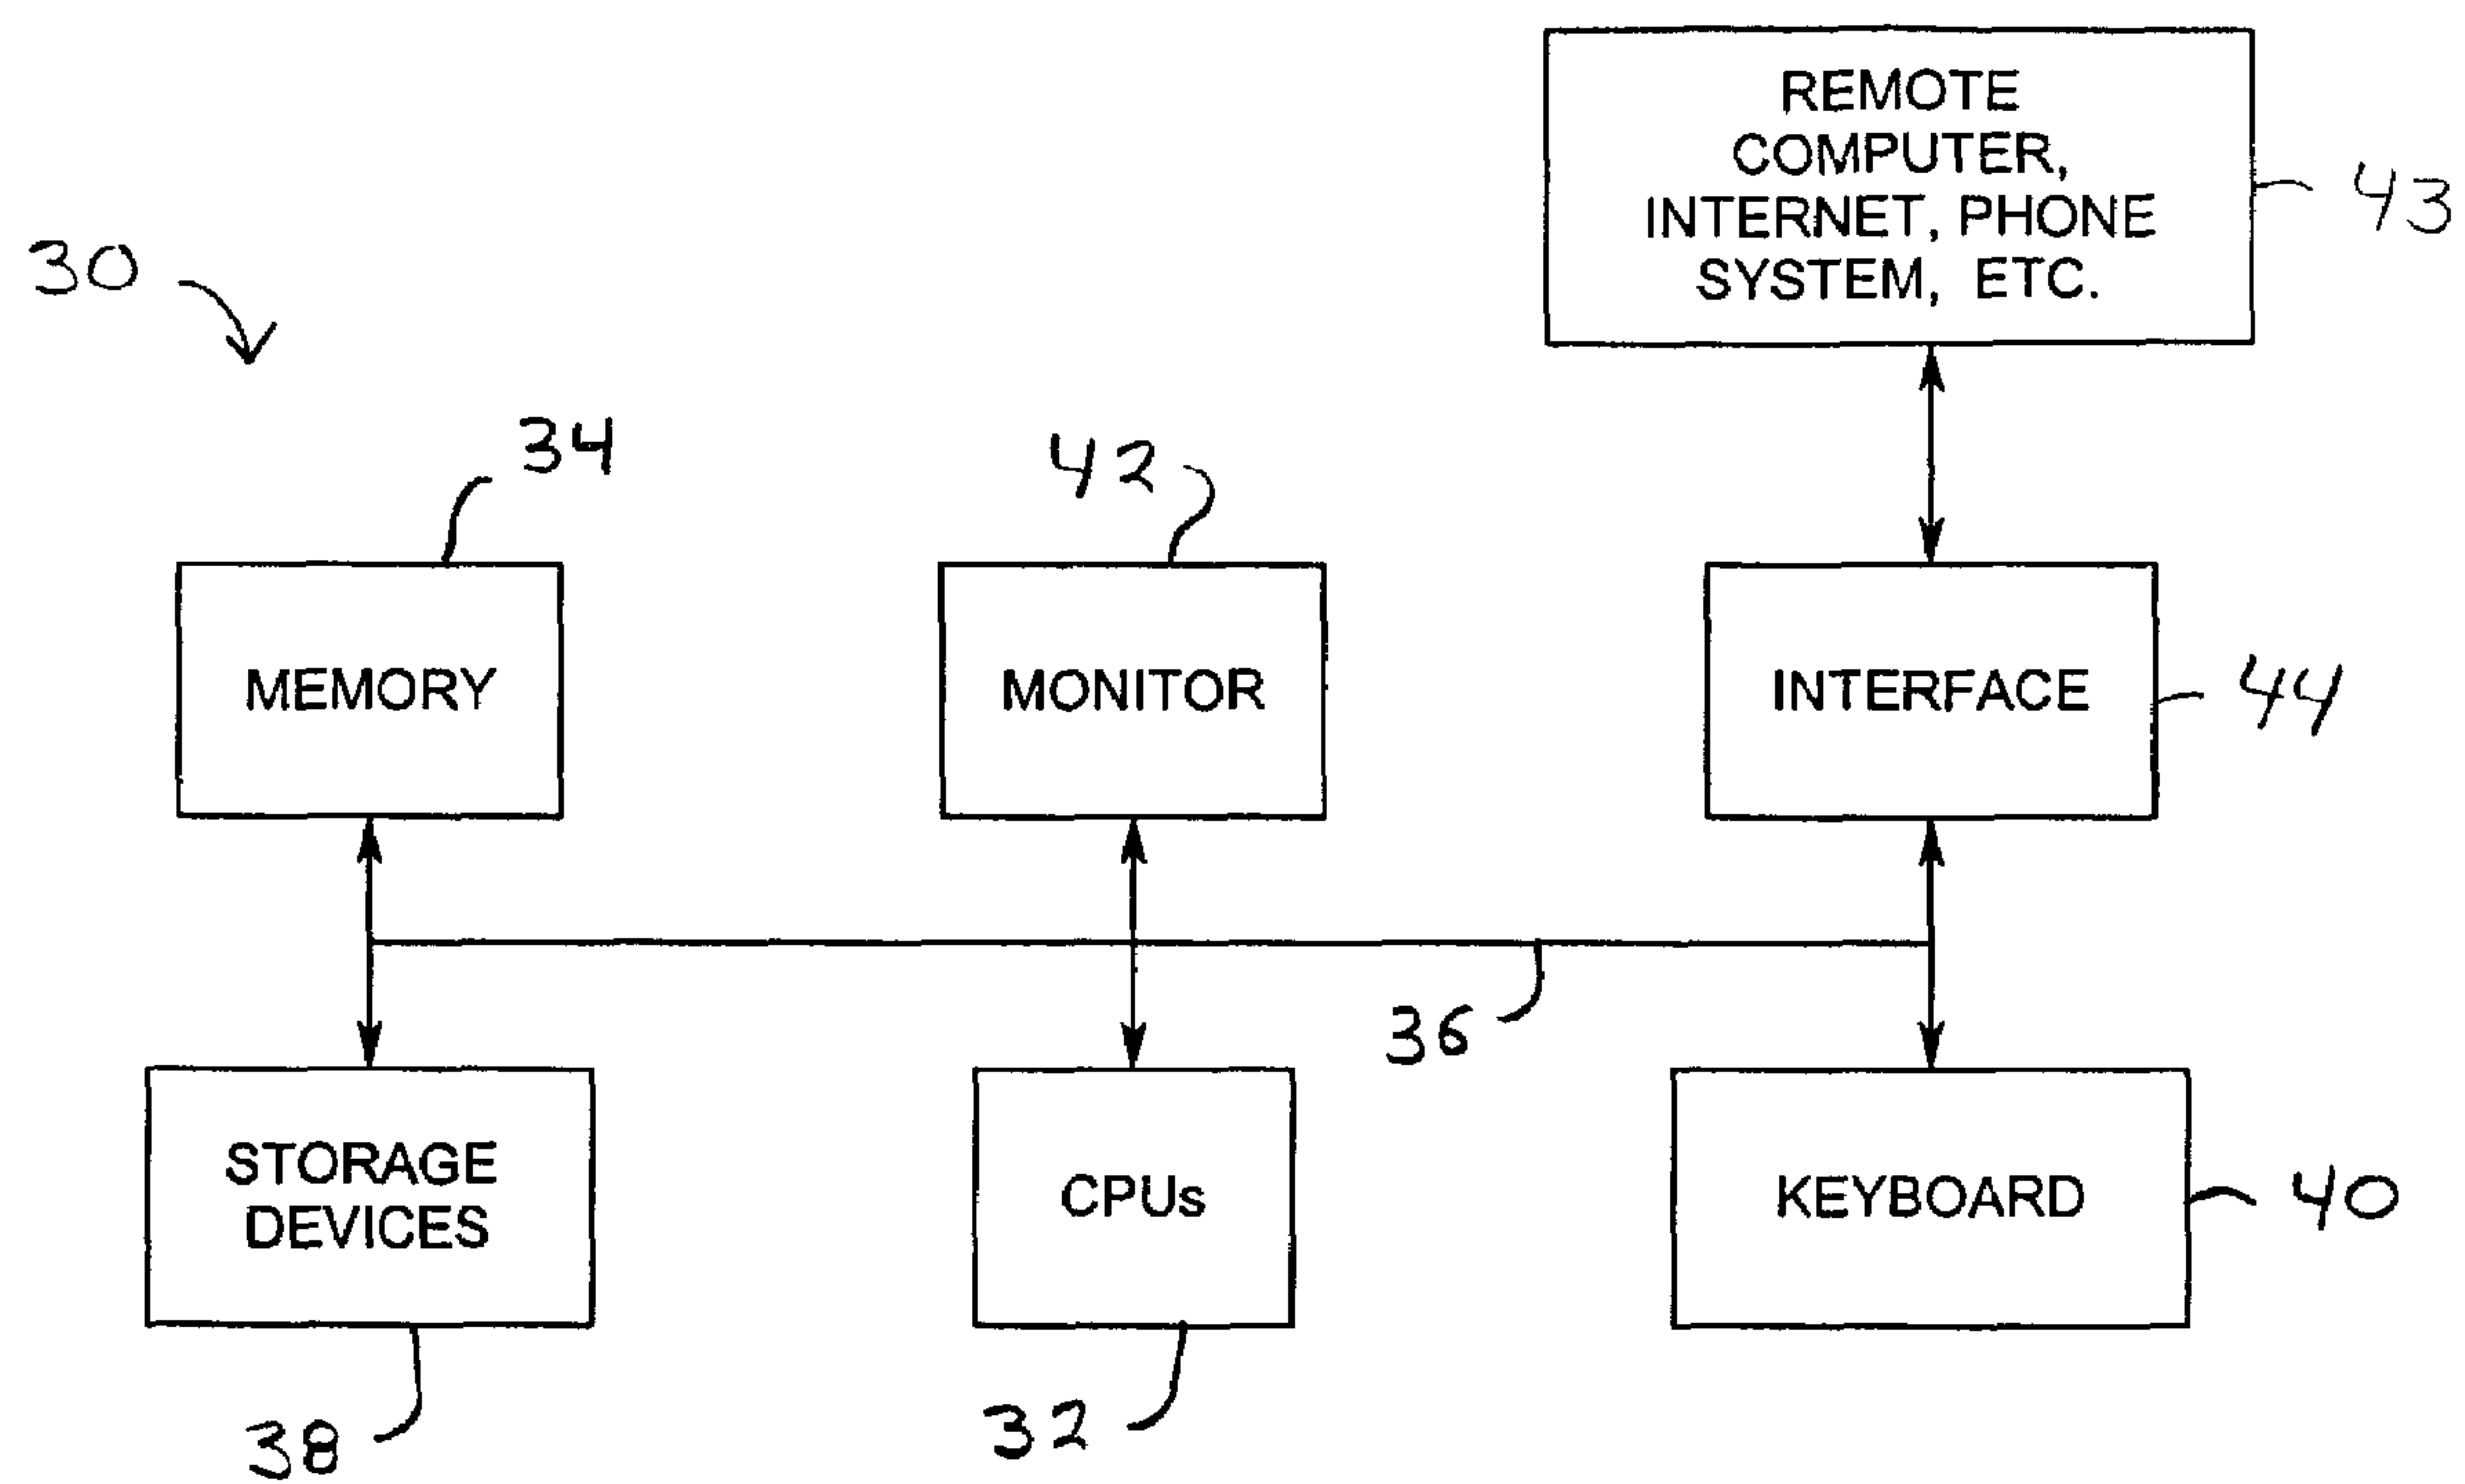 REMOTE
COMPUTER,
INTERNET, PHONE
SYSTEM, ETC.
43
30
34
42
MEMORY
MONITOR
INTERFACE
44
36
STORAGE
DEVICES
CPUs
KEYBOARD
40
38
32